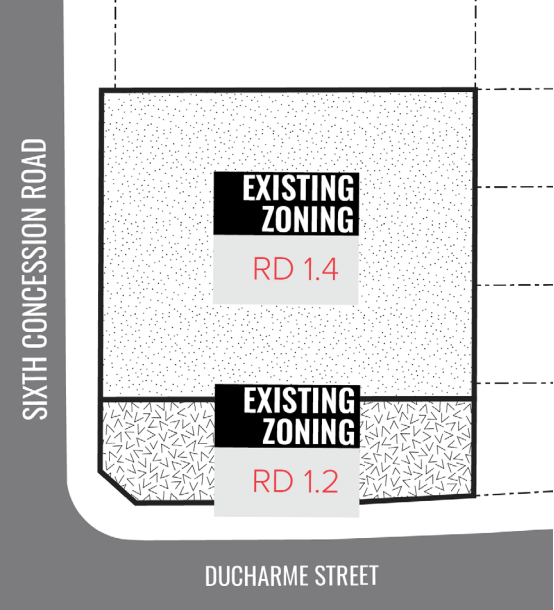 SIXTH CONCESSION ROAD
EXISTING
ZONING
RD 1.4
EXISTING
ZONING
RD 1.2
DUCHARME STREET